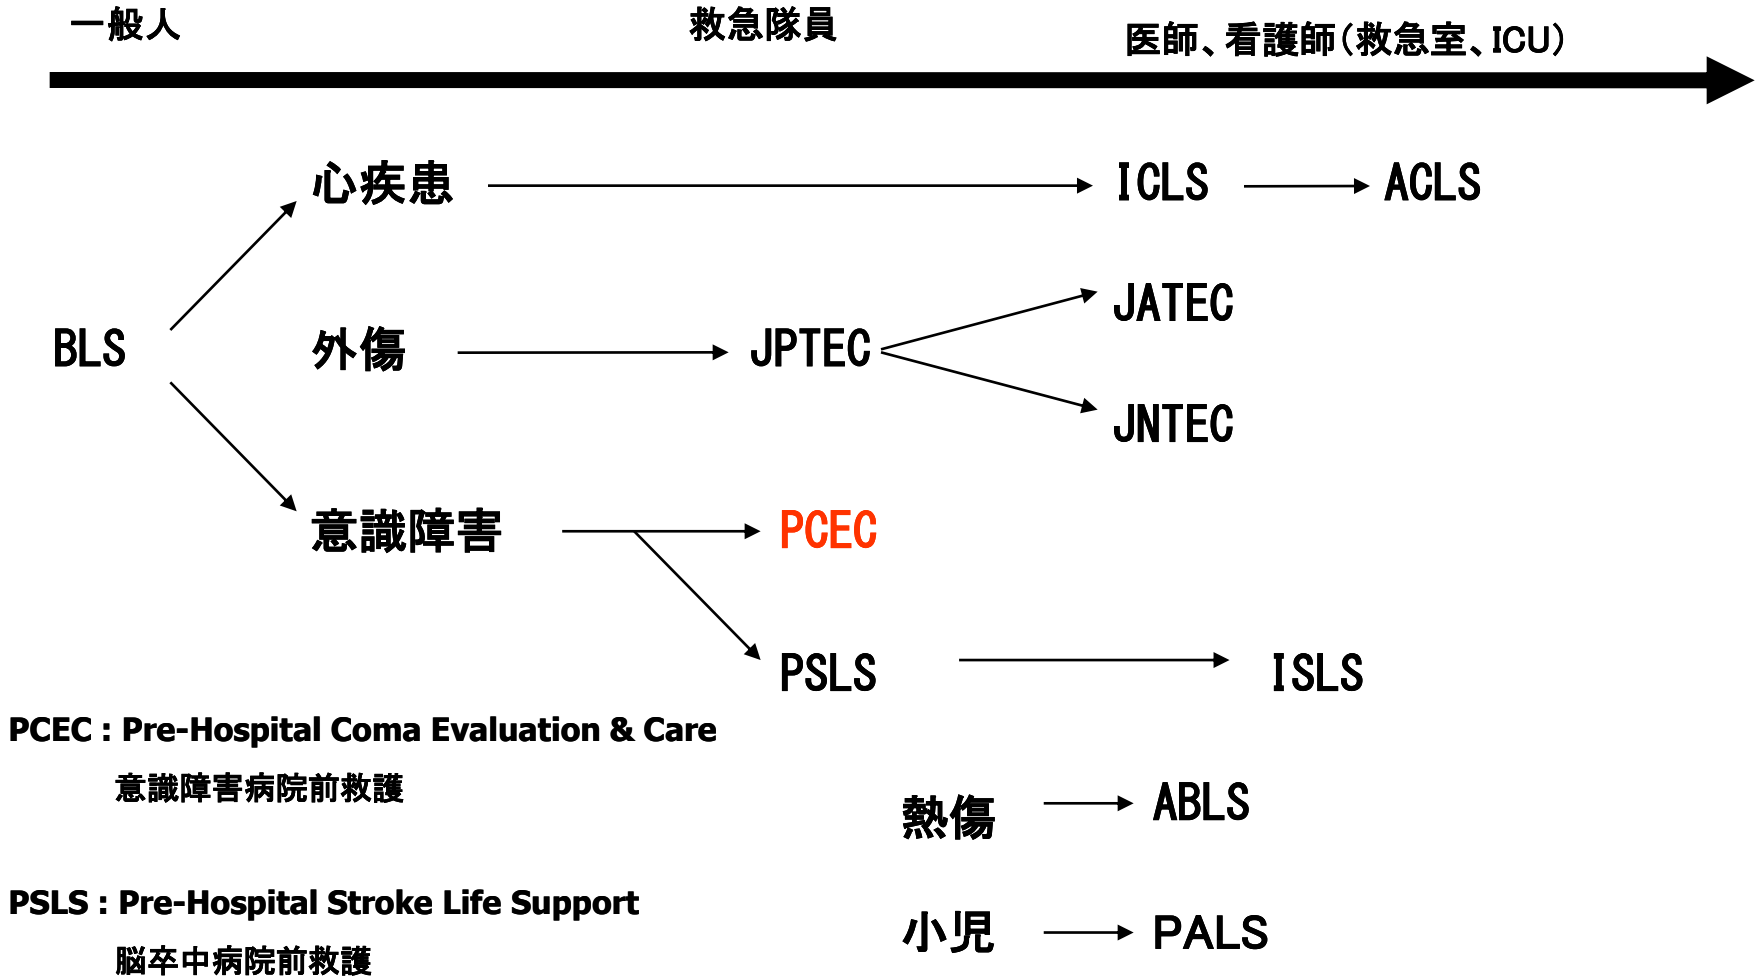 一般人
救急隊員
医師、看護師（救急室、ICU）
心疾患
ICLS
ACLS
JATEC
BLS
外傷
JPTEC
JNTEC
意識障害
PCEC
PSLS
ISLS
PCEC : Pre-Hospital Coma Evaluation & Care
意識障害病院前救護
熱傷
ABLS
PSLS : Pre-Hospital Stroke Life Support
脳卒中病院前救護
小児
PALS